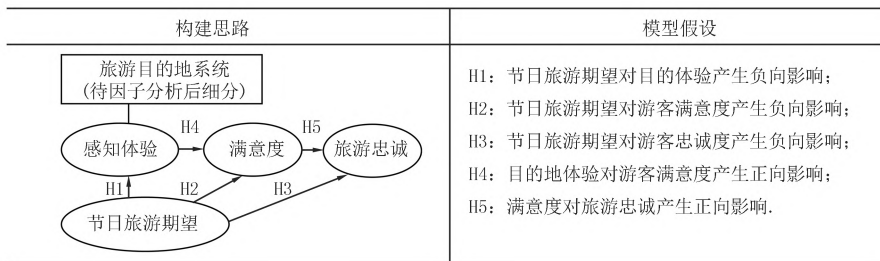 构建思路
模型假设
旅游目的地系统
(待因子分析后细分)
H4
H5
感知体验
满意度
旅游忠诚
H1
H2
H3
节日旅游期望
H1：节日旅游期望对目的体验产生负向影响；
H2：节日旅游期望对游客满意度产生负向影响；
H3：节日旅游期望对游客忠诚度产生负向影响；
H4：目的地体验对游客满意度产生正向影响；
H5：满意度对旅游忠诚产生正向影响.